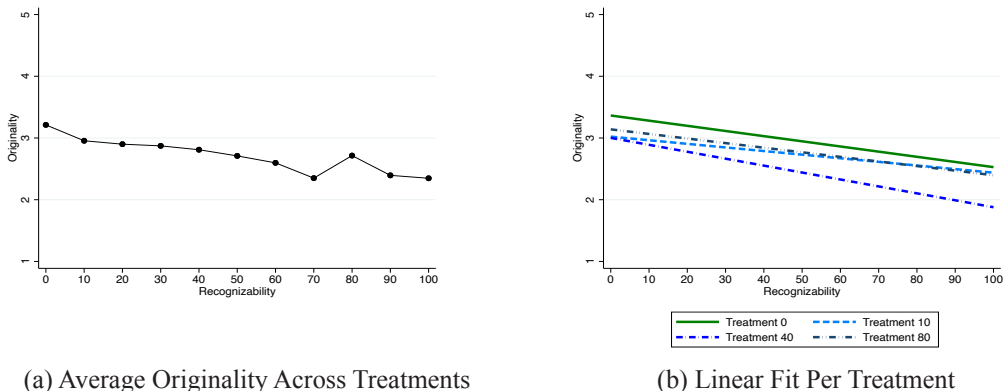 5
4
3
2
1
Originality
0 10 20 30 40 50 60 70 80 90 100
Recognizability
(a) Average Originality Across Treatments
5
4
3
2
1
Originality
0 10 20 30 40 50 60 70 80 90 100
Recognizability
Treatment 0 Treatment 10
Treatment 40 Treatment 80
(b) Linear Fit Per Treatment